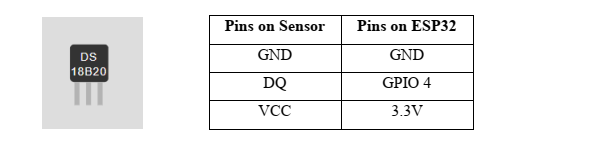 DS
18B20
Pins on Sensor Pins on ESP32
GND GND
DQ GPIO 4
VCC 3.3V